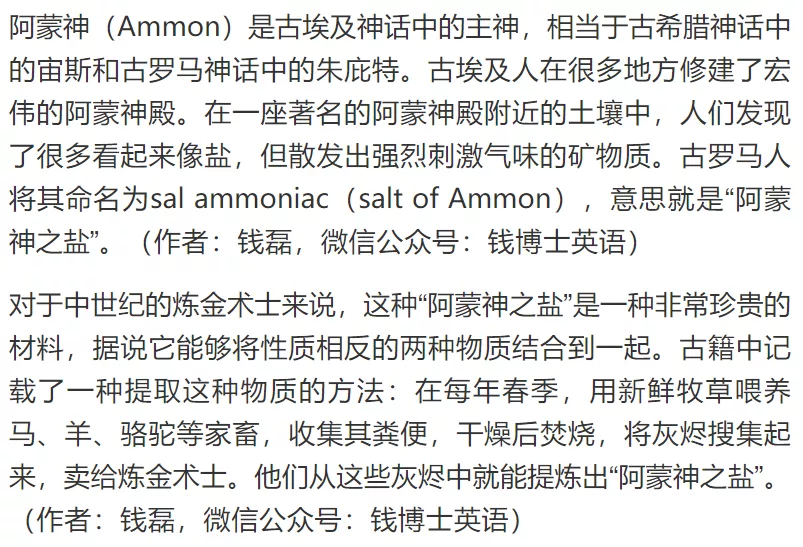 阿蒙神（Ammon）是古埃及神话中的主神，相当于古希腊神话中
的宙斯和古罗马神话中的朱庇特。古埃及人在很多地方修建了宏
伟的阿蒙神殿。在一座著名的阿蒙神殿附近的土壤中，人们发现
了很多看起来像盐，但散发出强烈刺激气味的矿物质。古罗马人
将其命名为sal ammoniac（salt of Ammon），意思就是“阿蒙
神之盐”。（作者：钱磊，微信公众号：钱博士英语）
对于中世纪的炼金术士来说，这种“阿蒙神之盐”是一种非常珍贵的
材料，据说它能够将性质相反的两种物质结合到一起。古籍中记
载了一种提取这种物质的方法：在每年春季，用新鲜牧草喂养
马、羊、骆驼等家畜，收集其粪便，干燥后焚烧，将灰烬搜集起
来，卖给炼金术士。他们从这些灰烬中就能提炼出“阿蒙神之盐”。
（作者：钱磊，微信公众号：钱博士英语）